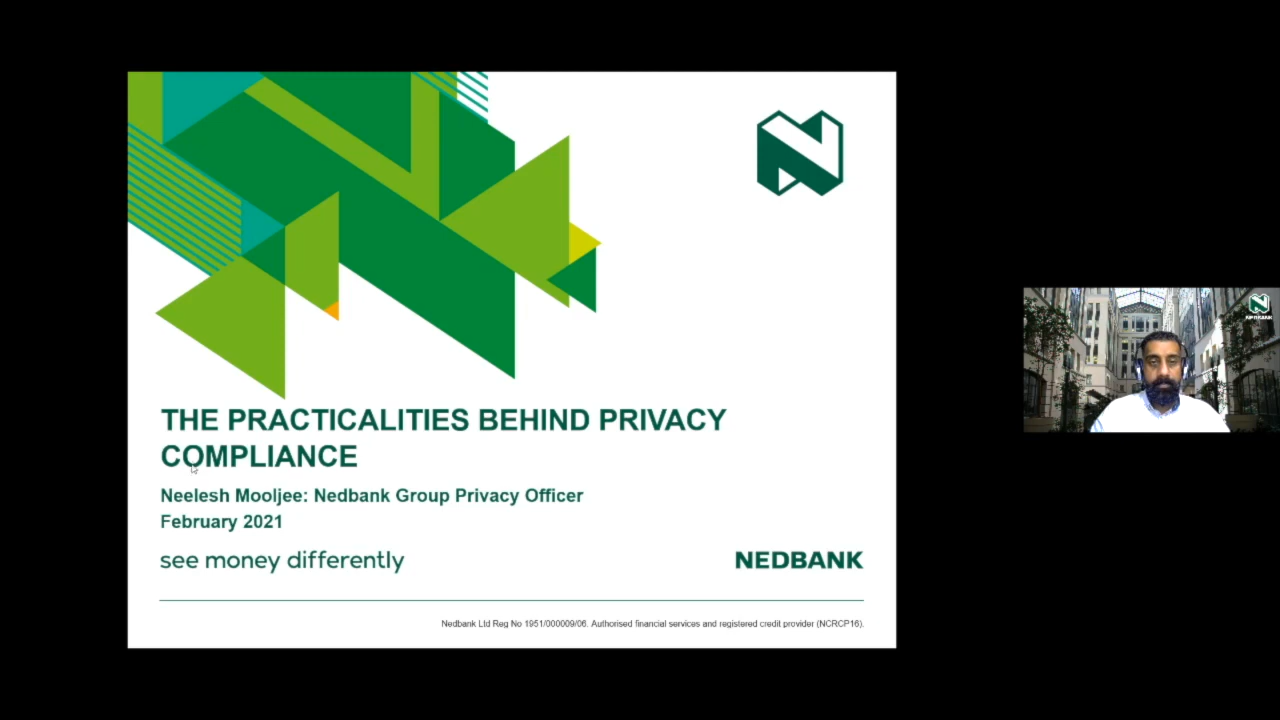 THE PRACTICALITIES BEHIND PRIVACY
COMPLIANCE
Neelesh Mooljee: Nedbank Group Privacy Officer
February 2021
see money differently
NEDBANK
Nedbank Ltd Reg No 1951/000009/06. Authorised financial services and registered credit provider (NCRCP16).
NEDBANK